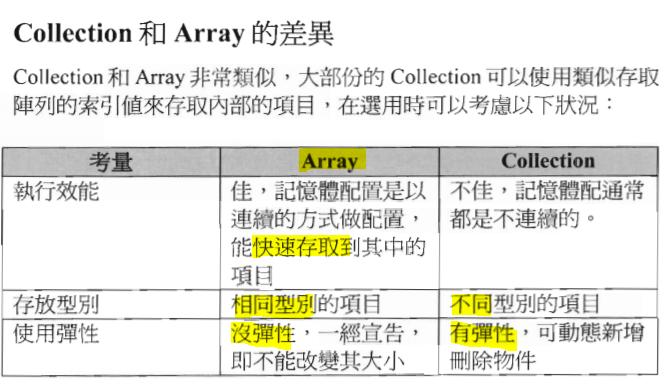 Collection 和 Array 的差異
Collection 和 Array 非常類似，大部份的 Collection 可以使用類似存取
陣列的索引值來存取內部的項目，在選用時可以考慮以下狀況：
考量 Array Collection
執行效能
佳，記憶體配置是以
連續的方式做配置，
能快速存取到其中的
項目
不佳，記憶體配通常
都是不連續的。
存放型別
相同型別的項目
不同型別的項目
使用彈性
沒彈性，一經宣告，
即不能改變其大小
有彈性，可動態新增
刪除物件